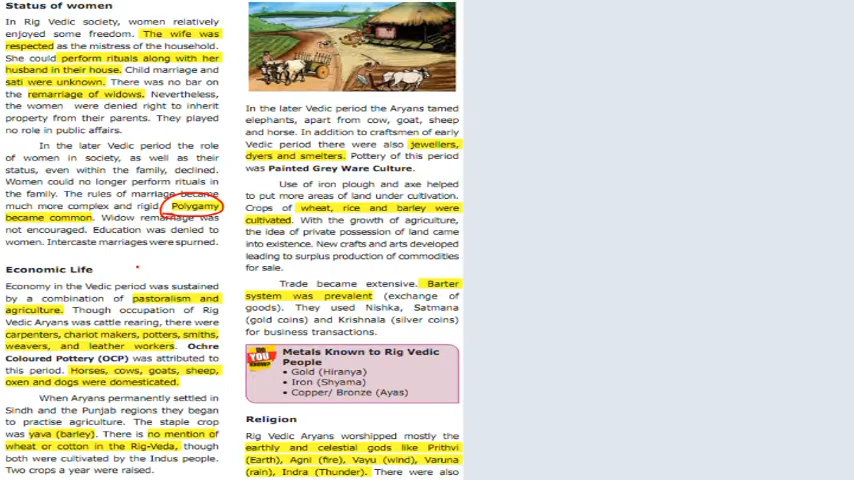 Status of women
In Rig Vedic society, women relatively
enjoyed some freedom. The wife was
respected as the mistress of the household.
She could perform rituals along with her
husband in their house. Child marriage and
sati were unknown. There was no bar on
the remarriage of widows. Nevertheless,
the women were denied right to inherit
property from their parents. They played
no role in public affairs.
In the later Vedic period the role
of women in society, as well as their
status, even within the family, declined.
Women could no longer perform rituals in
the family. The rules of marriage became
much more complex and rigid. Polygamy
became common. Widow remarriage was
not encouraged. Education was denied to
women. Intercaste marriages were spurned.
Economic Life
Economy in the Vedic period was sustained
by a combination of pastoralism and
agriculture. Though occupation of Rig
Vedic Aryans was cattle rearing, there were
carpenters, chariot makers, potters, smiths,
weavers, and leather workers. Ochre
Coloured Pottery (OCP) was attributed to
this period. Horses, cows, goats, sheep,
oxen and dogs were domesticated.
When Aryans permanently settled in
Sindh and the Punjab regions they began
to practise agriculture. The staple crop
was yava (barley). There is no mention of
wheat or cotton in the Rig-Veda, though
both were cultivated by the Indus people.
Two crops a year were raised.
In the later Vedic period the Aryans tamed
elephants, apart from cow, goat, sheep
and horse. In addition to craftsmen of early
Vedic period there were also jewellers,
dyers and smelters. Pottery of this period
was Painted Grey Ware Culture.
Use of iron plough and axe helped
to put more areas of land under cultivation.
Crops of wheat, rice and barley were
cultivated. With the growth of agriculture,
the idea of private possession of land came
into existence. New crafts and arts developed
leading to surplus production of commodities
for sale.
Trade became extensive. Barter
system was prevalent (exchange of
goods). They used Nishka, Satmana
(gold coins) and Krishnala (silver coins)
for business transactions.
Do YOU Know?
Metals Known to Rig Vedic
People
• Gold (Hiranya)
• Iron (Shyama)
• Copper/ Bronze (Ayas)
Religion
Rig Vedic Aryans worshipped mostly the
earthly and celestial gods like Prithvi
(Earth), Agni (fire), Vayu (wind), Varuna
(rain), Indra (Thunder). There were also